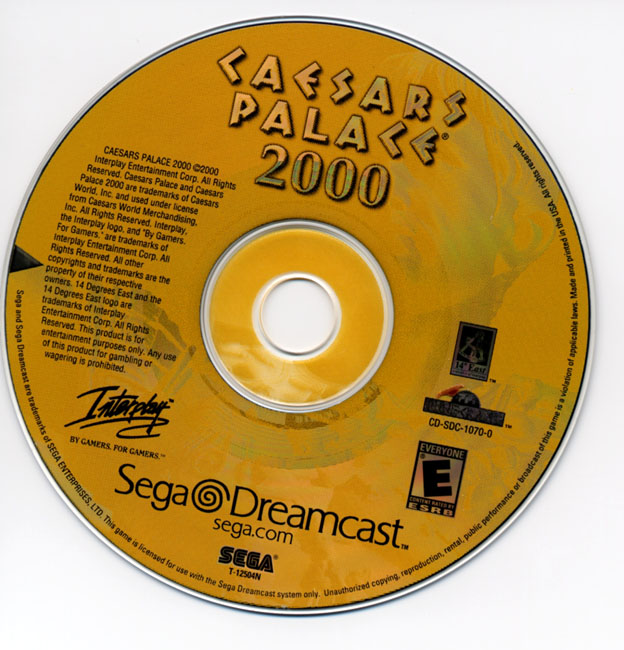 CAESARS
PALACE®
2000
CAESARS PALACE 2000 ©2000
Interplay Entertainment Corp. All Rights
Reserved. Caesars Palace and Caesars
Palace 2000 are trademarks of Caesars
World, Inc. and used under license
from Caesars World Merchandising,
Inc. All Rights Reserved. Interplay,
the Interplay logo, and "By Gamers.
For Gamers." are trademarks of
Interplay Entertainment Corp. All
Rights Reserved. All other
copyrights and trademarks are the
property of their respective
owners. 14 Degrees East and the
14 Degrees East logo are
trademarks of Interplay
Entertainment Corp. All Rights
Reserved. This product is for
entertainment purposes only. Any use
of this product for gambling or
wagering is prohibited.
Interplay™
BY GAMERS. FOR GAMERS.™
14° East
CD-SDC-1070-0
EVERYONE
E
CONTENT RATED BY
ESRB
Sega Dreamcast™
sega.com
SEGA®
T-12504N
Sega and Sega Dreamcast are trademarks of SEGA ENTERPRISES, LTD. This game is licensed for use with the Sega Dreamcast system only. Unauthorized copying, reproduction, rental, public performance or broadcast of this game is a violation of applicable laws. Made and printed in the USA. All rights reserved.